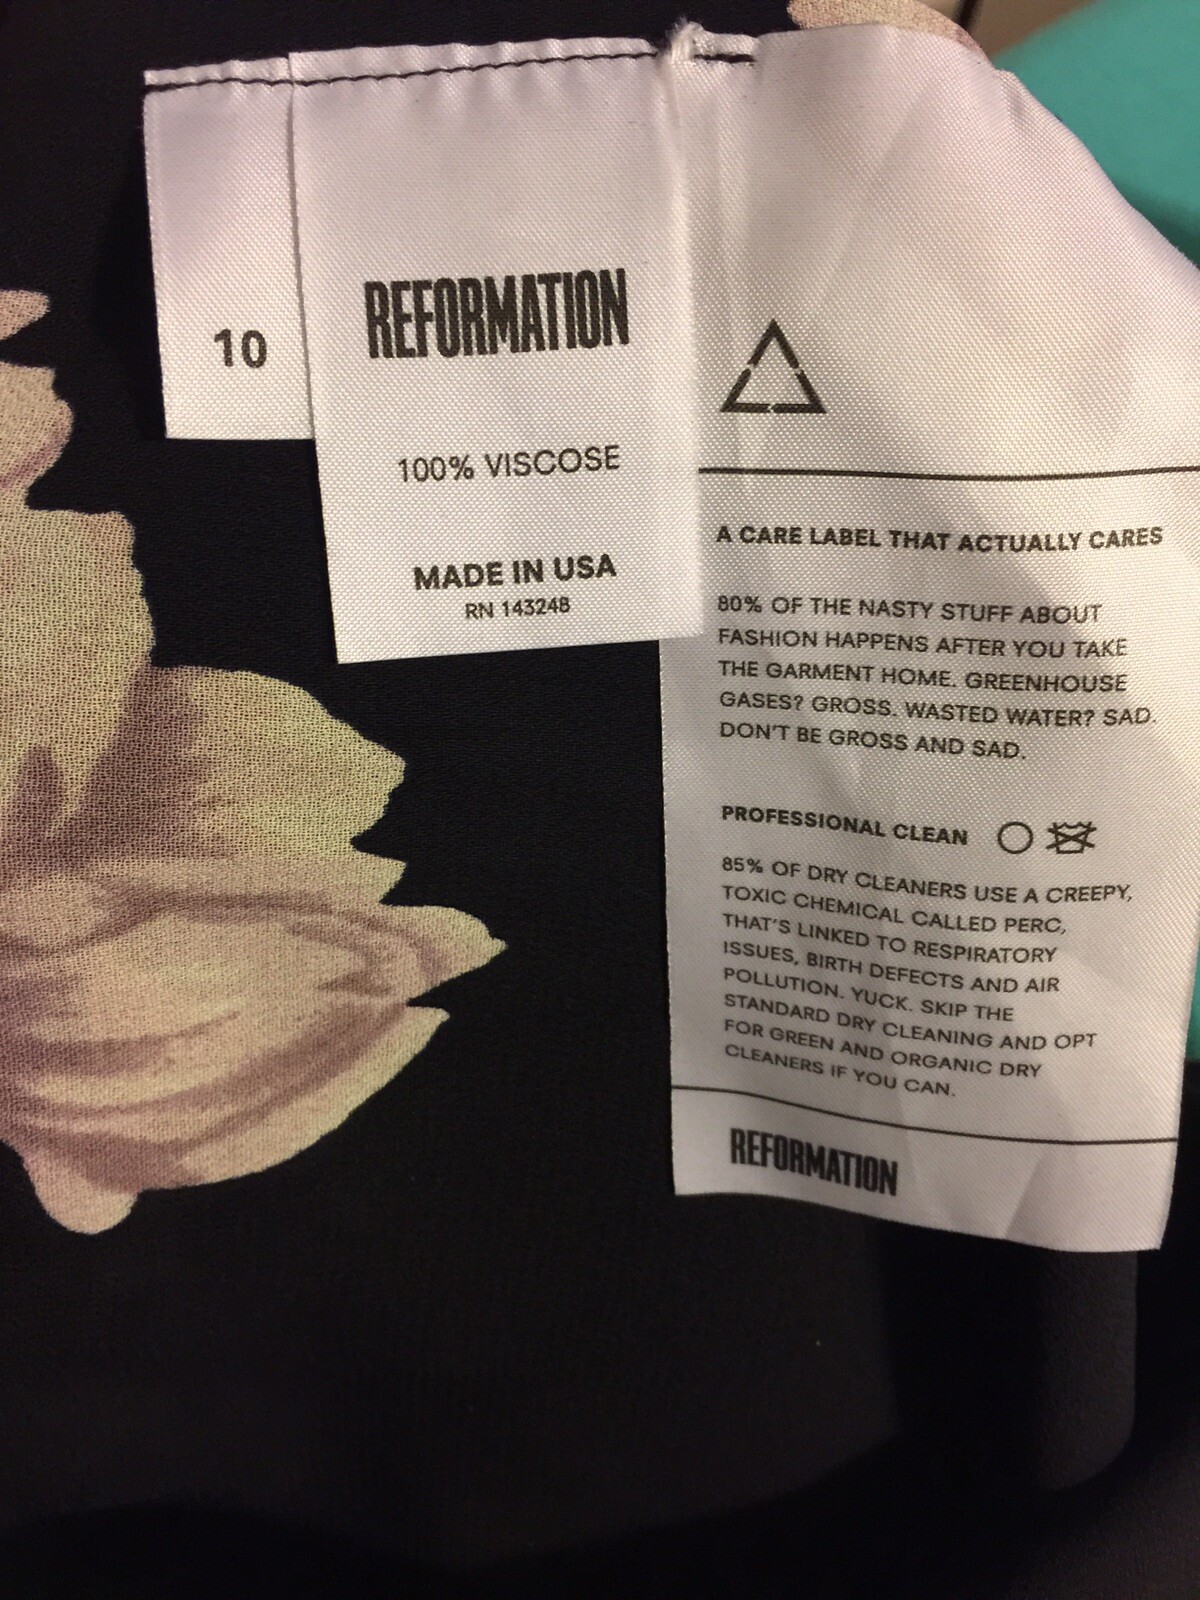 10
REFORMATION
100% VISCOSE
MADE IN USA
RN 143248
A CARE LABEL THAT ACTUALLY CARES
80% OF THE NASTY STUFF ABOUT
FASHION HAPPENS AFTER YOU TAKE
THE GARMENT HOME. GREENHOUSE
GASES? GROSS. WASTED WATER? SAD.
DON'T BE GROSS AND SAD.
PROFESSIONAL CLEAN
85% OF DRY CLEANERS USE A CREEPY,
TOXIC CHEMICAL CALLED PERC,
THAT'S LINKED TO RESPIRATORY
ISSUES, BIRTH DEFECTS AND AIR
POLLUTION. YUCK. SKIP THE
STANDARD DRY CLEANING AND OPT
FOR GREEN AND ORGANIC DRY
CLEANERS IF YOU CAN.
REFORMATION